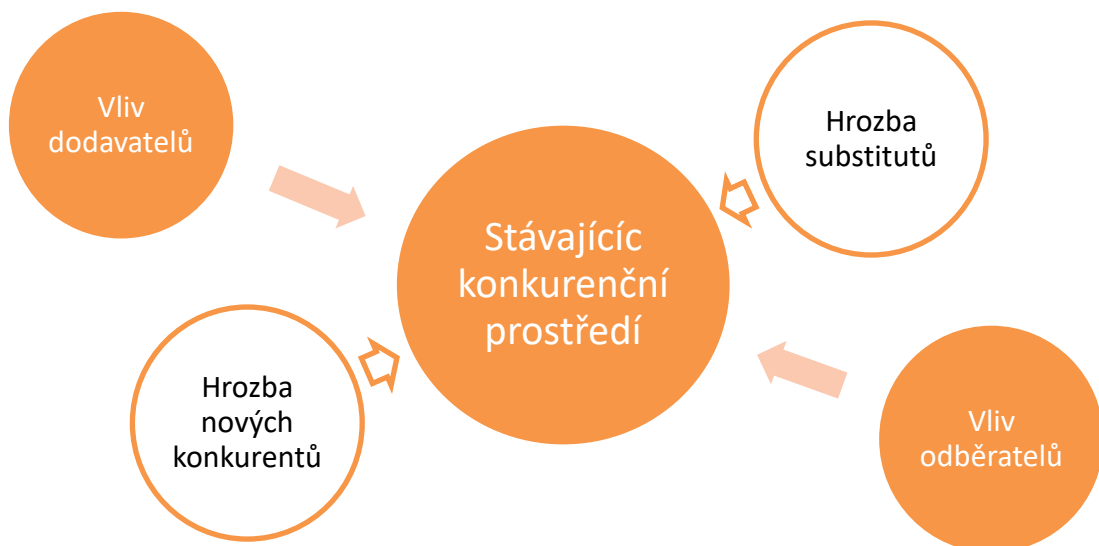 Vliv
dodavatelů
Hrozba
substitutů
Stávajícíc
konkurenční
prostředí
Hrozba
nových
konkurentů
Vliv
odběratelů